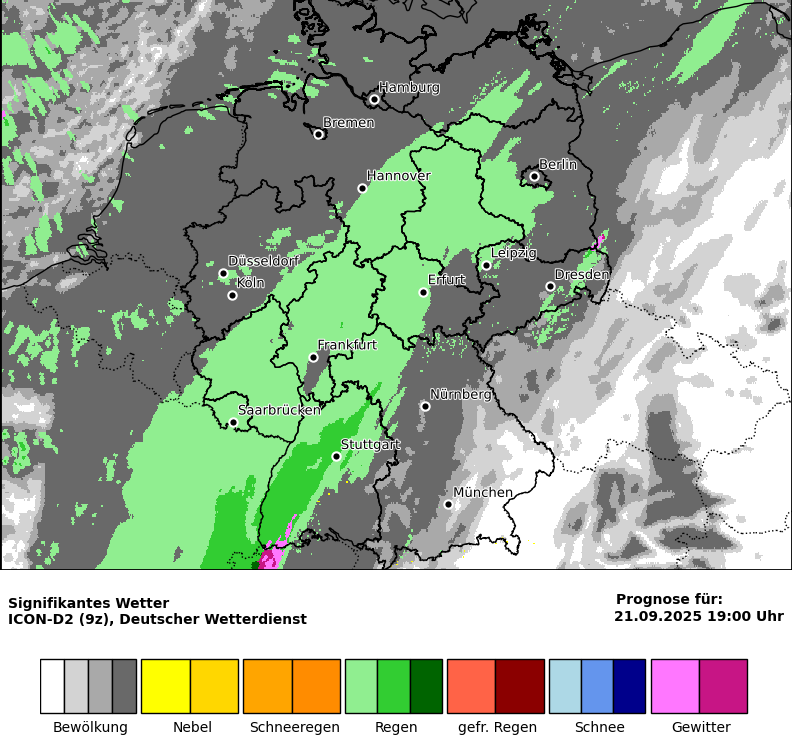 Hamburg
Bremen
Berlin
Hannover
Leipzig
Düsseldorf
Dresden
Köln
Erfurt
Frankfurt
Nürnberg
Saarbrücken
Stuttgart
München
Signifikantes Wetter
ICON-D2 (9z), Deutscher Wetterdienst
Prognose für:
21.09.2025 19:00 Uhr
Bewölkung Nebel Schneeregen Regen gefr. Regen Schnee Gewitter